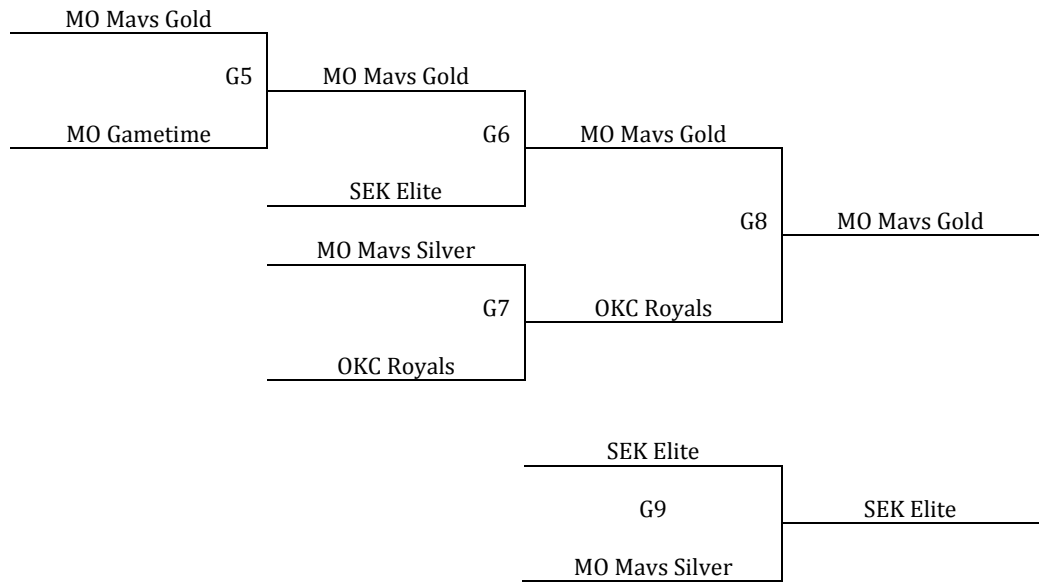 MO Mavs Gold
G5
MO Mavs Gold
MO Gametime
G6
MO Mavs Gold
SEK Elite
G8
MO Mavs Gold
MO Mavs Silver
G7
OKC Royals
OKC Royals
SEK Elite
G9
SEK Elite
MO Mavs Silver